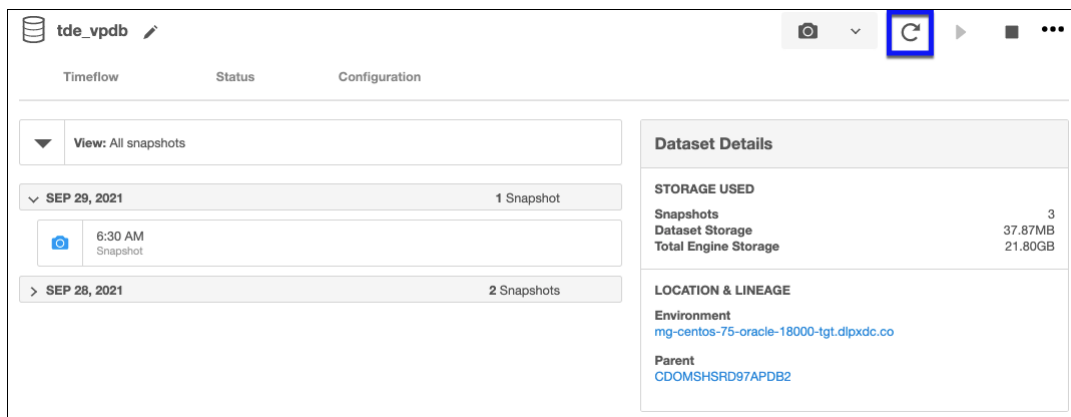 tde_vpdb
Timeflow Status Configuration
View: All snapshots
SEP 29, 2021 1 Snapshot
6:30 AM
Snapshot
SEP 28, 2021 2 Snapshots
Dataset Details
STORAGE USED
Snapshots 3
Dataset Storage 37.87MB
Total Engine Storage 21.80GB
LOCATION & LINEAGE
Environment
mg-centos-75-oracle-18000-tgt.dlpxdc.co
Parent
CDOMSHSRD97APDB2